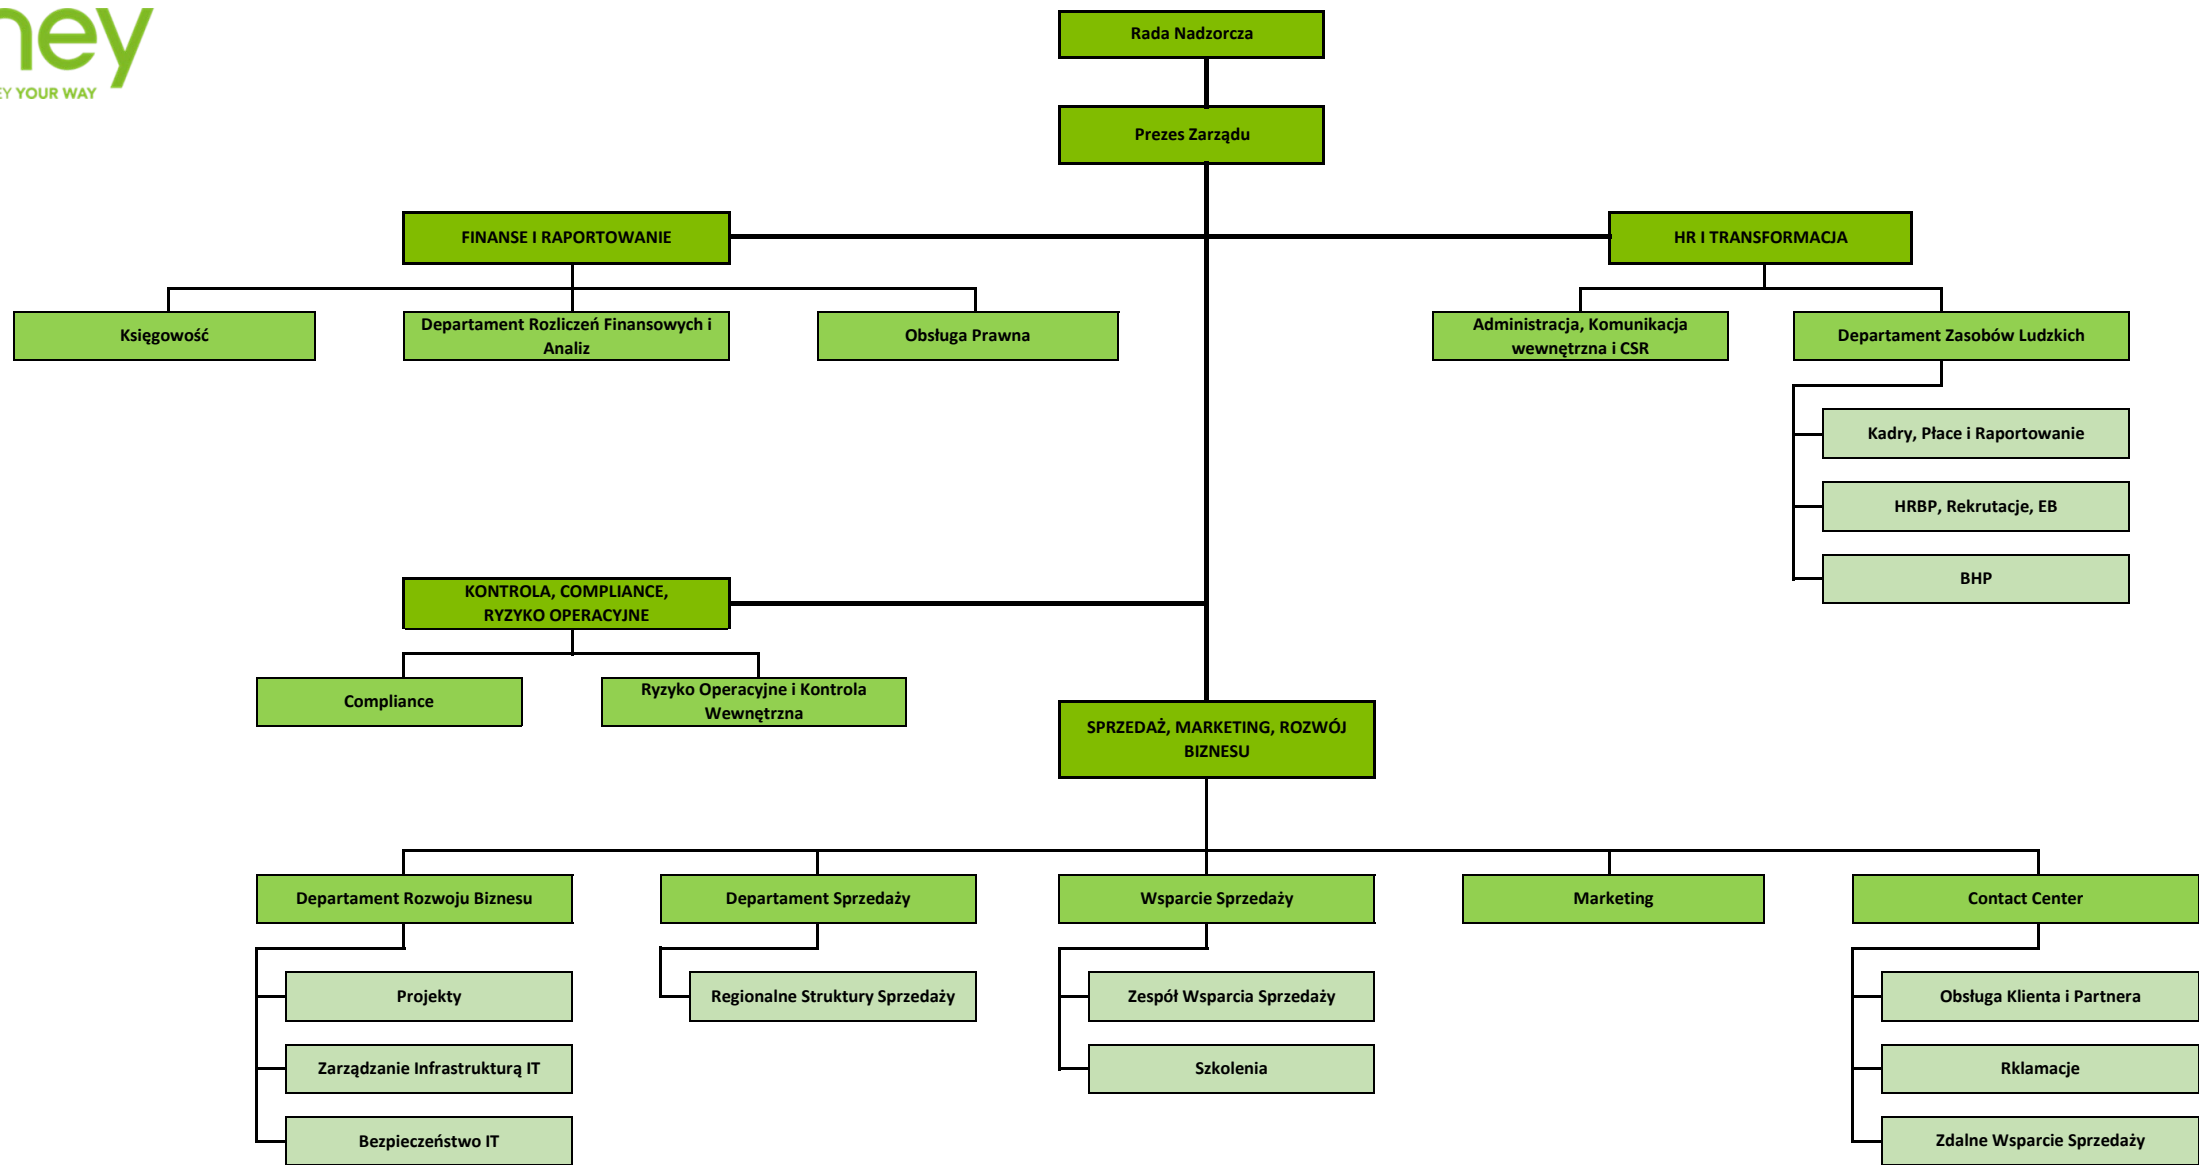 ney
EY YOUR WAY
Rada Nadzorcza
Prezes Zarządu
FINANSE I RAPORTOWANIE
HR I TRANSFORMACJA
Księgowość
Departament Rozliczeń Finansowych i
Analiz
Obsługa Prawna
Administracja, Komunikacja
wewnętrzna i CSR
Departament Zasobów Ludzkich
Kadry, Płace i Raportowanie
HRBP, Rekrutacje, EB
BHP
KONTROLA, COMPLIANCE,
RYZYKO OPERACYJNE
Compliance
Ryzyko Operacyjne i Kontrola
Wewnętrzna
SPRZEDAŻ, MARKETING, ROZWÓJ
BIZNESU
Departament Rozwoju Biznesu
Departament Sprzedaży
Wsparcie Sprzedaży
Marketing
Contact Center
Projekty
Regionalne Struktury Sprzedaży
Zespół Wsparcia Sprzedaży
Obsługa Klienta i Partnera
Zarządzanie Infrastrukturą IT
Szkolenia
Rklamacje
Bezpieczeństwo IT
Zdalne Wsparcie Sprzedaży